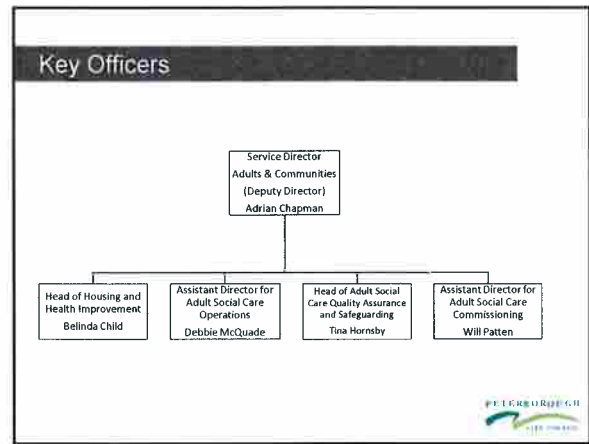 Key Officers
Service Director
Adults & Communities
(Deputy Director)
Adrian Chapman
Head of Housing and
Health Improvement
Belinda Child
Assistant Director for
Adult Social Care
Operations
Debbie McQuade
Head of Adult Social
Care Quality Assurance
and Safeguarding
Tina Hornsby
Assistant Director for
Adult Social Care
Commissioning
Will Patten
PETERBOROUGH